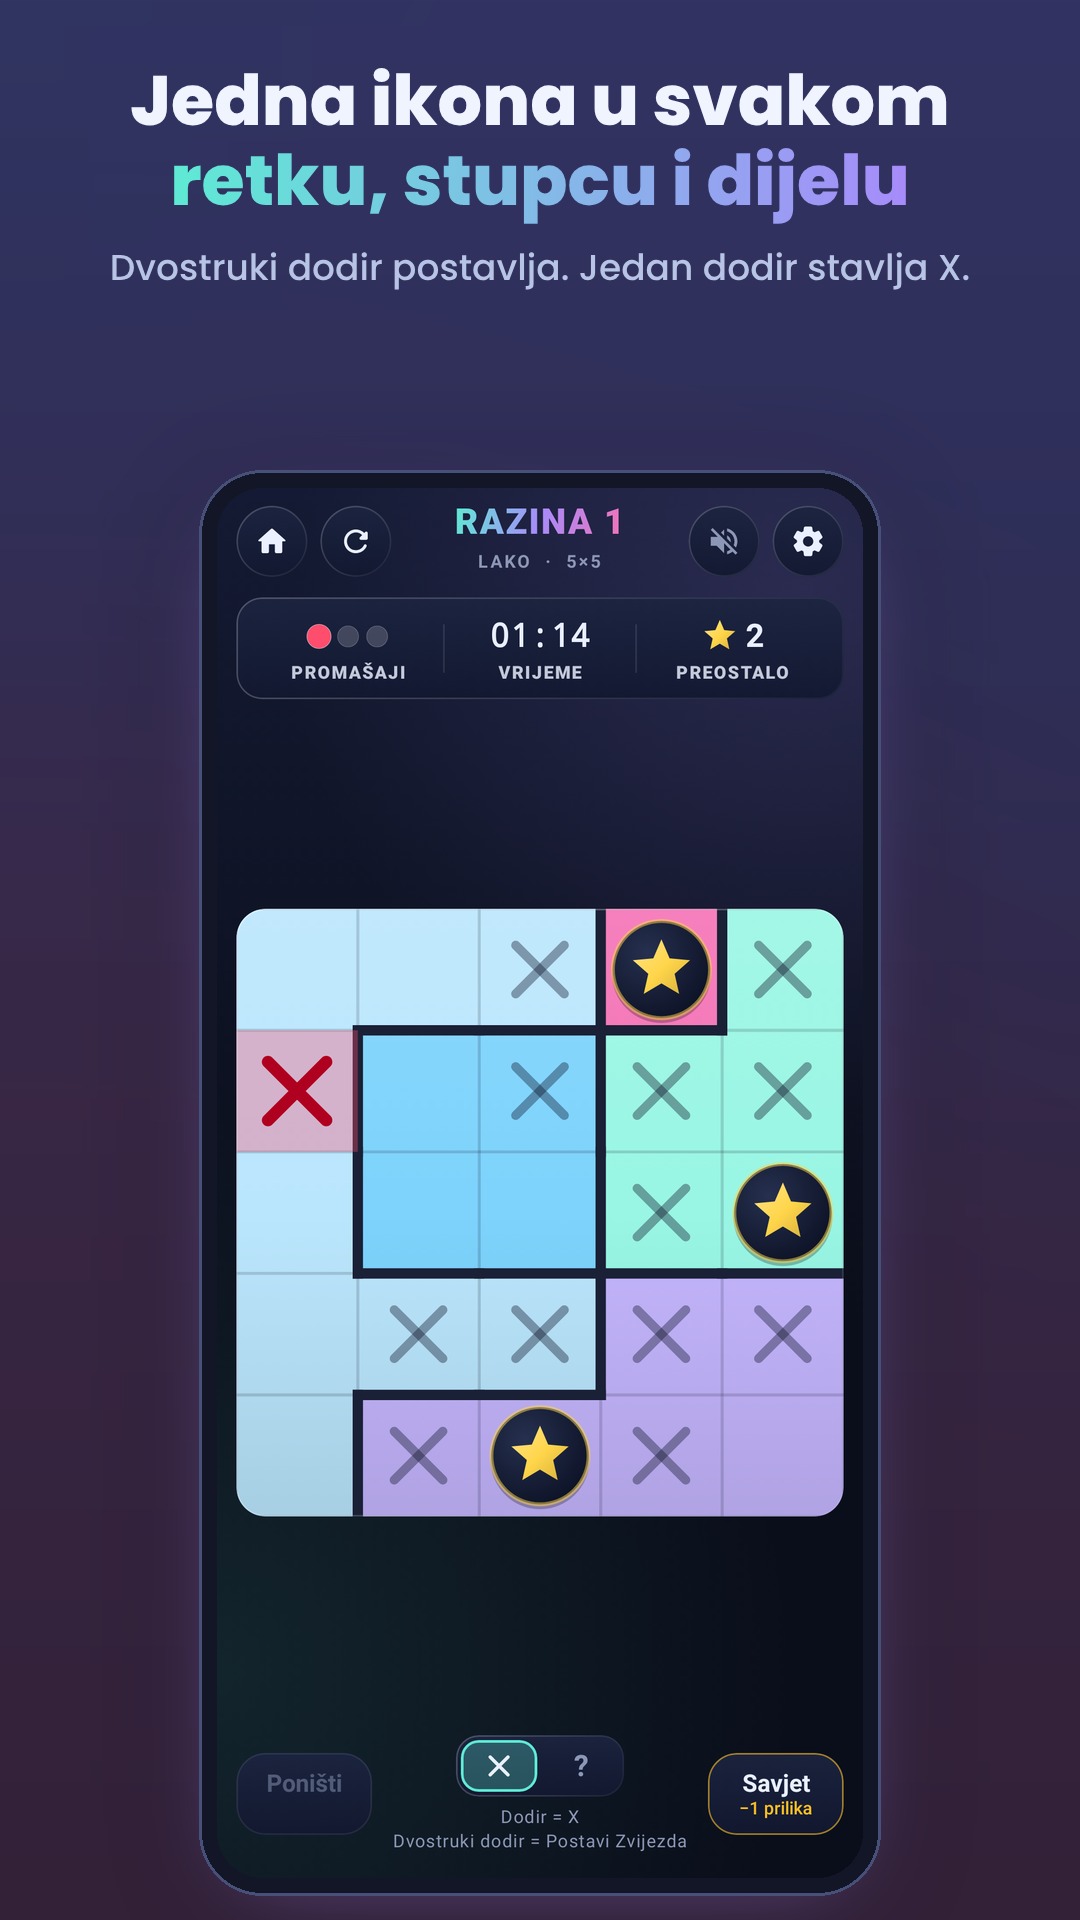 Jedna ikona u svakom
retku, stupcu i dijelu
Dvostruki dodir postavlja. Jedan dodir stavlja X.
RAZINA 1
LAKO · 5×5
01:14
2
PROMAŠAJI
VRIJEME
PREOSTALO
?
Poništi
Savjet
−1 prilika
Dodir = X
Dvostruki dodir = Postavi Zvijezda